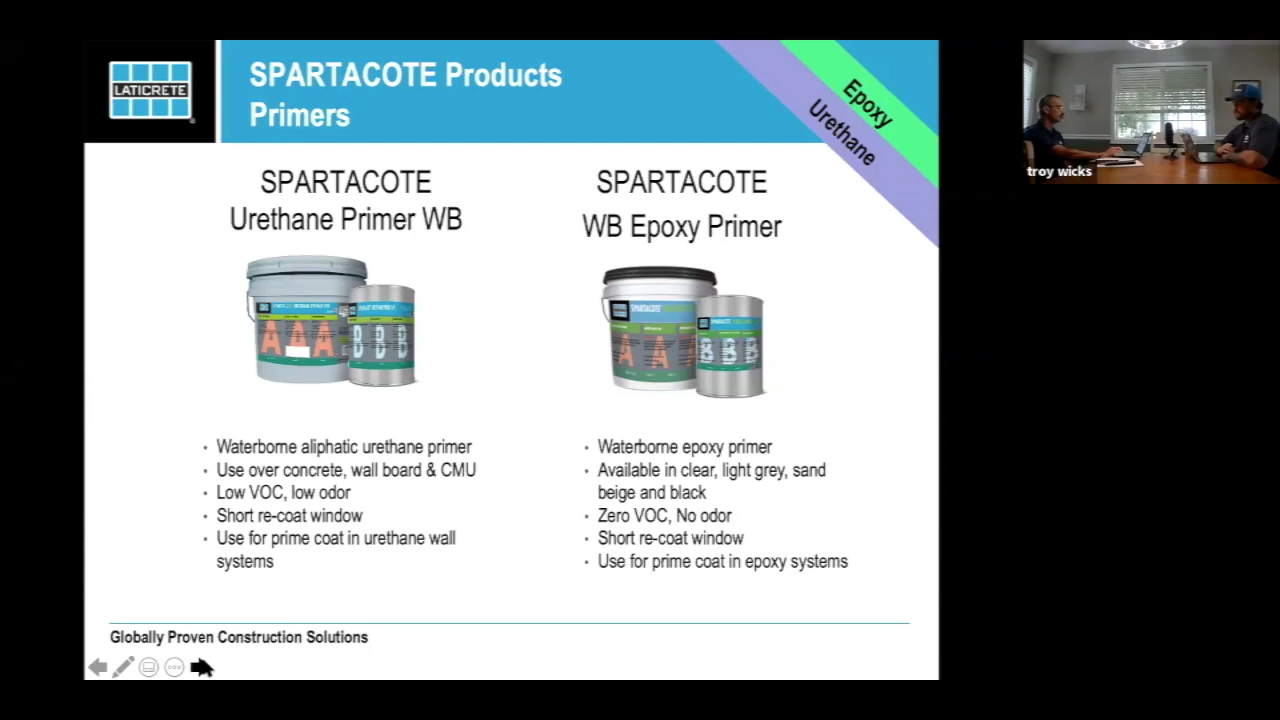 LATICRETE
SPARTACOTE Products
Primers
Epoxy
Urethane
troy wicks
SPARTACOTE
Urethane Primer WB
SPARTACOTE
WB Epoxy Primer
A A A
B B B
SPARTACOTE
A A A
SPARTACOTE
B B B
· Waterborne aliphatic urethane primer
· Use over concrete, wall board & CMU
· Low VOC, low odor
· Short re-coat window
· Use for prime coat in urethane wall
systems
· Waterborne epoxy primer
· Available in clear, light grey, sand
beige and black
· Zero VOC, No odor
· Short re-coat window
· Use for prime coat in epoxy systems
Globally Proven Construction Solutions